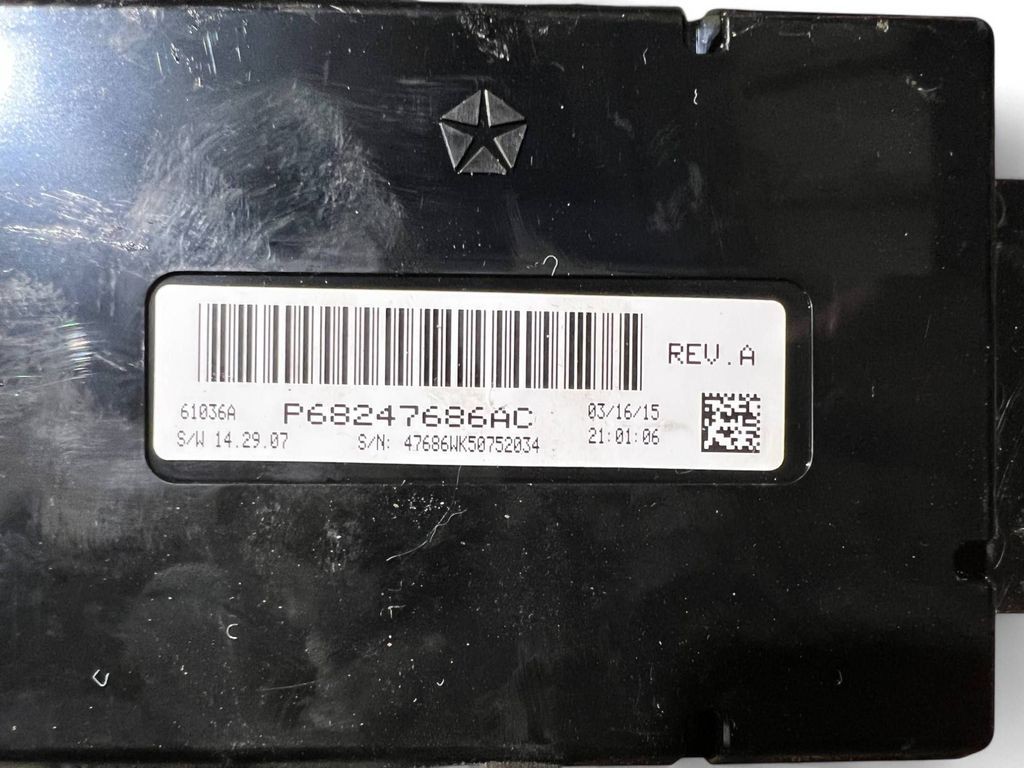 REV.A
61036A P68247686AC 03/16/15
S/W 14.29.07 S/N: 47686WK50752034 21:01:06